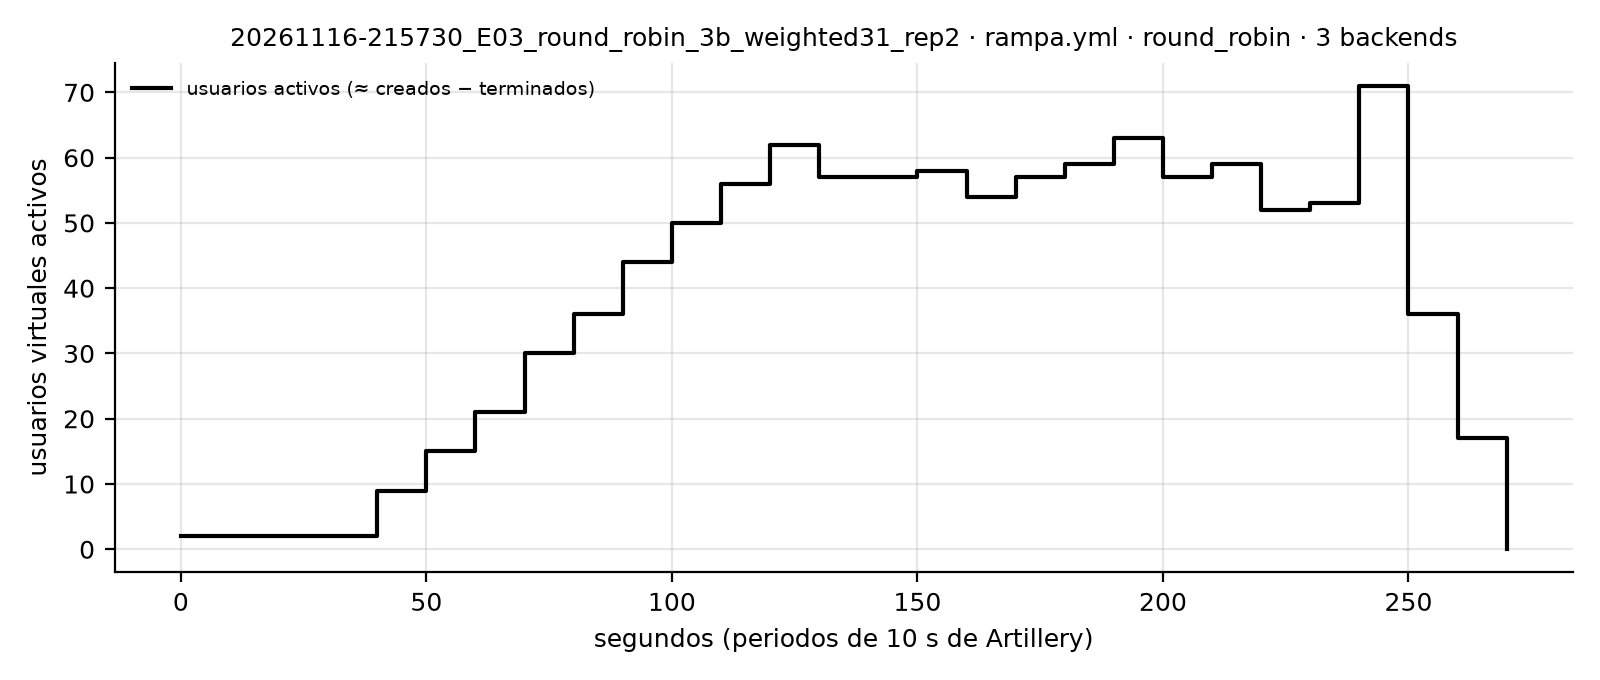 20261116-215730_E03_round_robin_3b_weighted31_rep2 · rampa.yml · round_robin · 3 backends
usuarios activos (≈ creados − terminados)
usuarios virtuales activos
70
60
50
40
30
20
10
0
0 50 100 150 200 250
segundos (periodos de 10 s de Artillery)